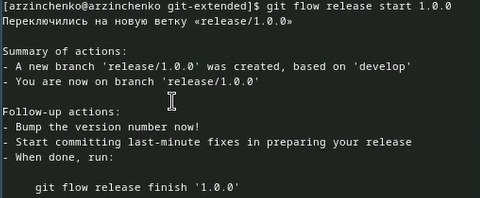 [arzinchenko@arzinchenko git-extended]$ git flow release start 1.0.0
Переключились на новую ветку «release/1.0.0»
Summary of actions:
- A new branch 'release/1.0.0' was created, based on 'develop'
- You are now on branch 'release/1.0.0'
Follow-up actions:
- Bump the version number now!
- Start committing last-minute fixes in preparing your release
- When done, run:
git flow release finish '1.0.0'